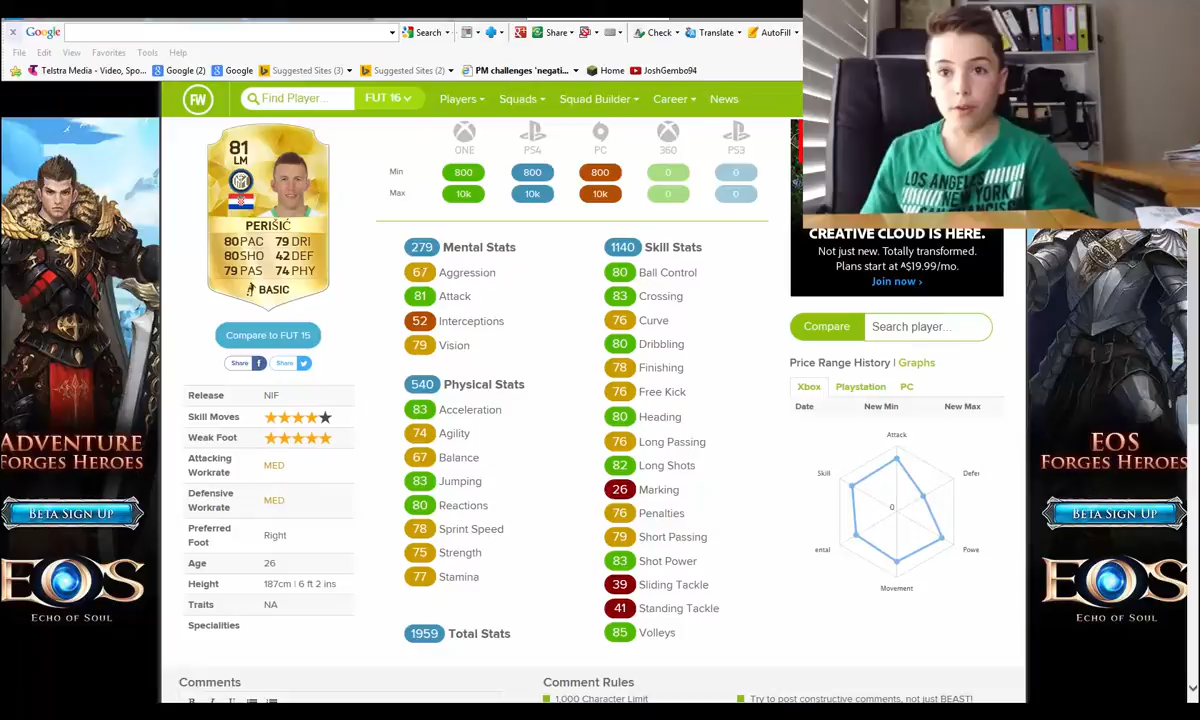 Google
Search
Share
Check
Translate
AutoFill
File Edit View Favorites Tools Help
Telstra Media - Video, Spo...
Google (2)
Google
Suggested Sites (3)
Suggested Sites (2)
PM challenges 'negati...
Home
JoshGembo94
FW
Find Player...
FUT 16
Players
Squads
Squad Builder
Career
News
81
LM
PERIŠIĆ
80 PAC 79 DRI
80 SHO 42 DEF
79 PAS 74 PHY
BASIC
Compare to FUT 15
Share f
Share
Release NIF
Skill Moves
Weak Foot
Attacking Workrate MED
Defensive Workrate MED
Preferred Foot Right
Age 26
Height 187cm | 6 ft 2 ins
Traits NA
Specialities
ONE PS4 PC 360 PS3
Min 800 800 800 0 0
Max 10k 10k 10k 0 0
279 Mental Stats
67 Aggression
81 Attack
52 Interceptions
79 Vision
540 Physical Stats
83 Acceleration
74 Agility
67 Balance
83 Jumping
80 Reactions
78 Sprint Speed
75 Strength
77 Stamina
1959 Total Stats
1140 Skill Stats
80 Ball Control
83 Crossing
76 Curve
80 Dribbling
78 Finishing
76 Free Kick
80 Heading
76 Long Passing
82 Long Shots
26 Marking
76 Penalties
79 Short Passing
83 Shot Power
39 Sliding Tackle
41 Standing Tackle
85 Volleys
LOS ANGELES
NEW YORK
SAN FRANCISCO
CREATIVE CLOUD IS HERE.
Not just new. Totally transformed.
Plans start at A$19.99/mo.
Join now ›
Compare
Search player...
Price Range History | Graphs
Xbox Playstation PC
Date New Min New Max
Attack
Skill
Defer
0
ental
Powe
Movement
Comments
Comment Rules
1,000 Character Limit
Try to post constructive comments, not just BEAST!
ADVENTURE
FORGES HEROES
BETA SIGN UP
EOS
ECHO OF SOUL
EOS
FORGES HEROES
BETA SIGN UP
EOS
ECHO OF SOUL